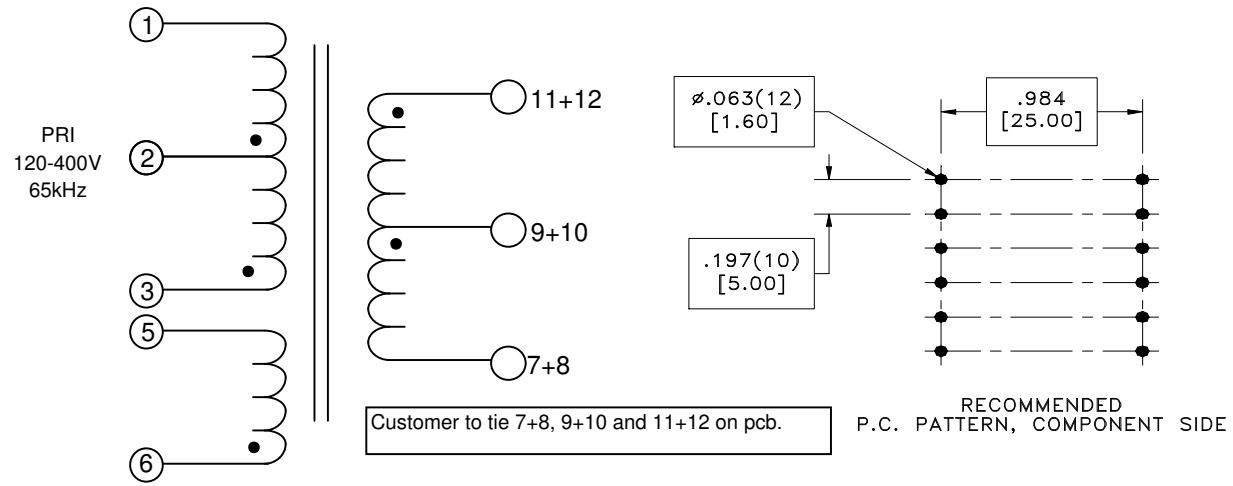 1
PRI
120-400V
65kHz
2
3
5
6
11+12
9+10
7+8
Customer to tie 7+8, 9+10 and 11+12 on pcb.
⌀.063(12)
[1.60]
.984
[25.00]
.197(10)
[5.00]
RECOMMENDED
P.C. PATTERN, COMPONENT SIDE